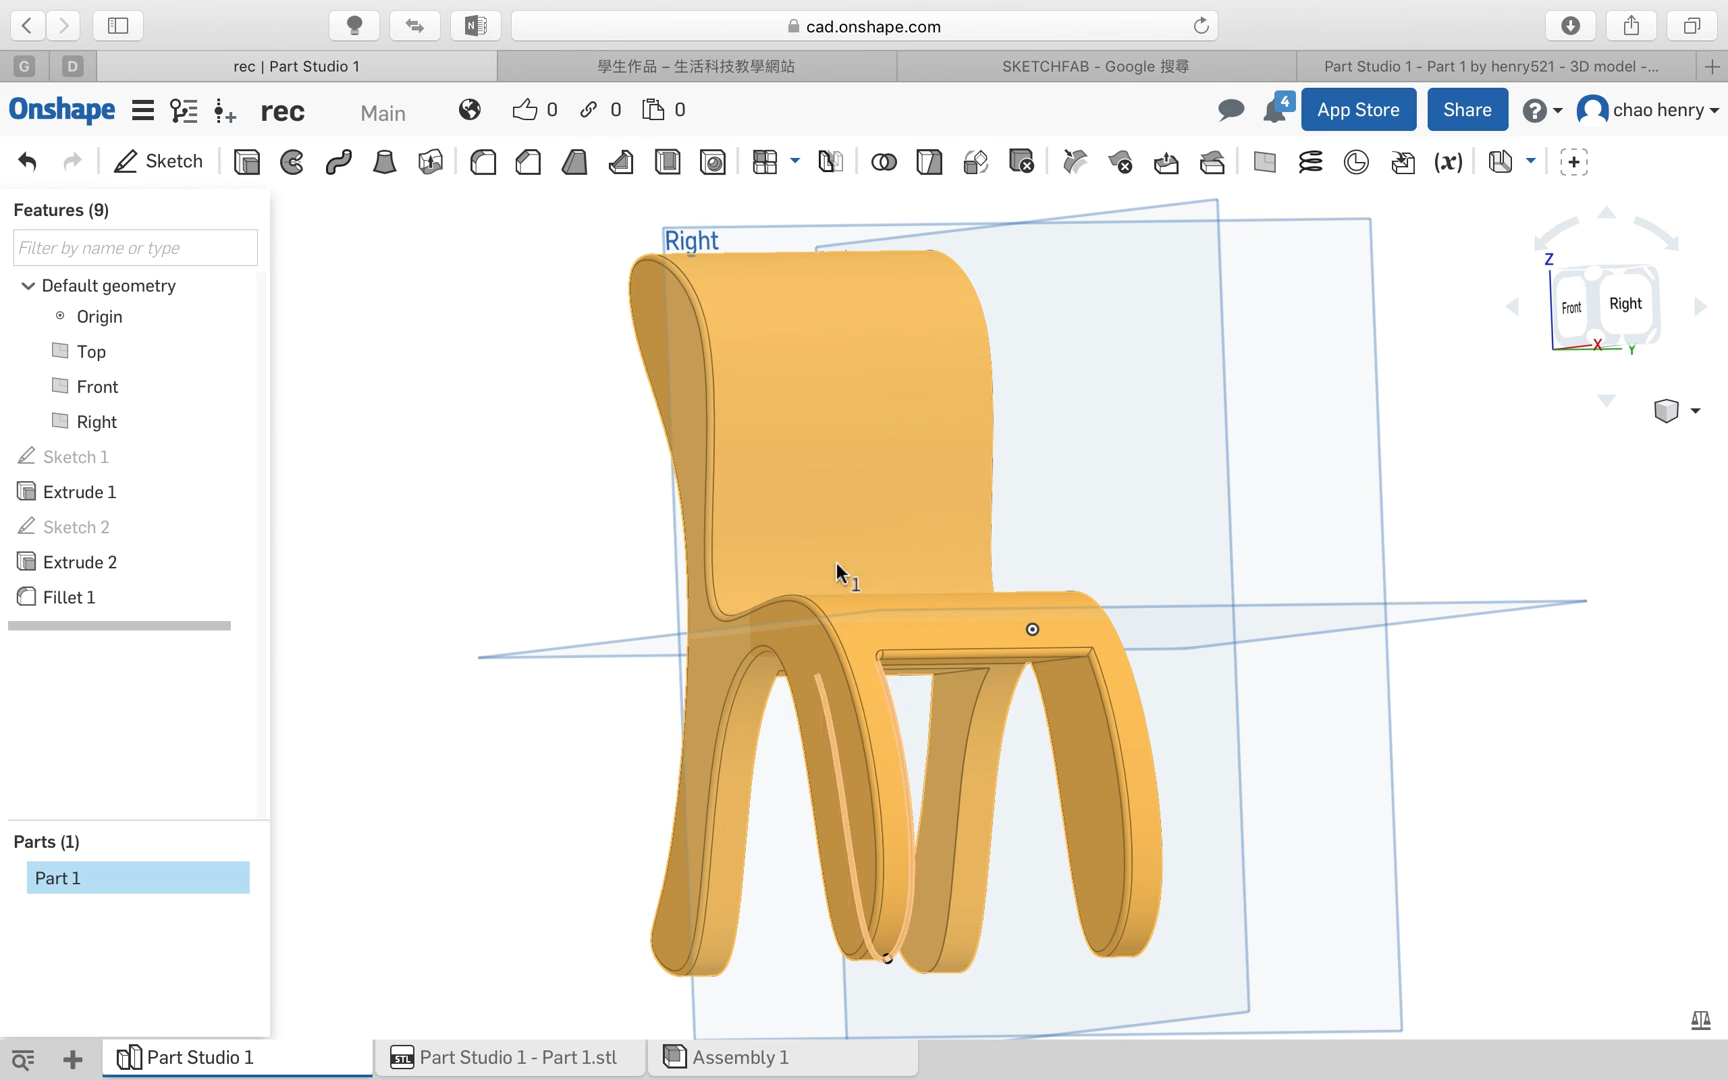 cad.onshape.com
G
D
rec | Part Studio 1
學生作品 – 生活科技教學網站
SKETCHFAB - Google 搜尋
Part Studio 1 - Part 1 by henry521 - 3D model -...
Onshape
rec
Main
0
0
0
4
App Store
Share
chao henry
Sketch
(x)
Features (9)
Filter by name or type
Default geometry
Origin
Top
Front
Right
Sketch 1
Extrude 1
Sketch 2
Extrude 2
Fillet 1
Parts (1)
Part 1
Right
1
Z
Front
Right
X
Y
Part Studio 1
STL
Part Studio 1 - Part 1.stl
Assembly 1